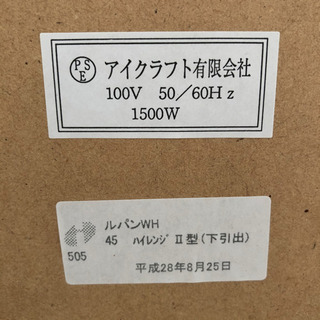 PSE
アイクラフト有限会社
100V 50/60Hz
1500W
ルパンWH
45 ﾊｲﾚﾝｼﾞ Ⅱ型(下引出)
505
平成28年8月25日